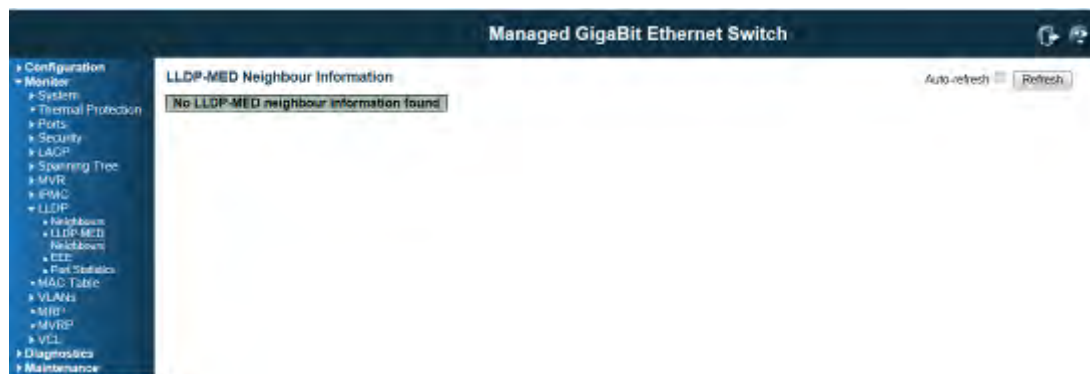 Managed GigaBit Ethernet Switch
Configuration
Monitor
System
Thermal Protection
Ports
Security
LACP
Spanning Tree
MVR
IPMC
LLDP
Neighbours
LLDP-MED
Neighbours
EEE
Port Statistics
MAC Table
VLANs
MVRP
VCL
Diagnostics
Maintenance
LLDP-MED Neighbour Information
Auto-refresh
Refresh
No LLDP-MED neighbour information found